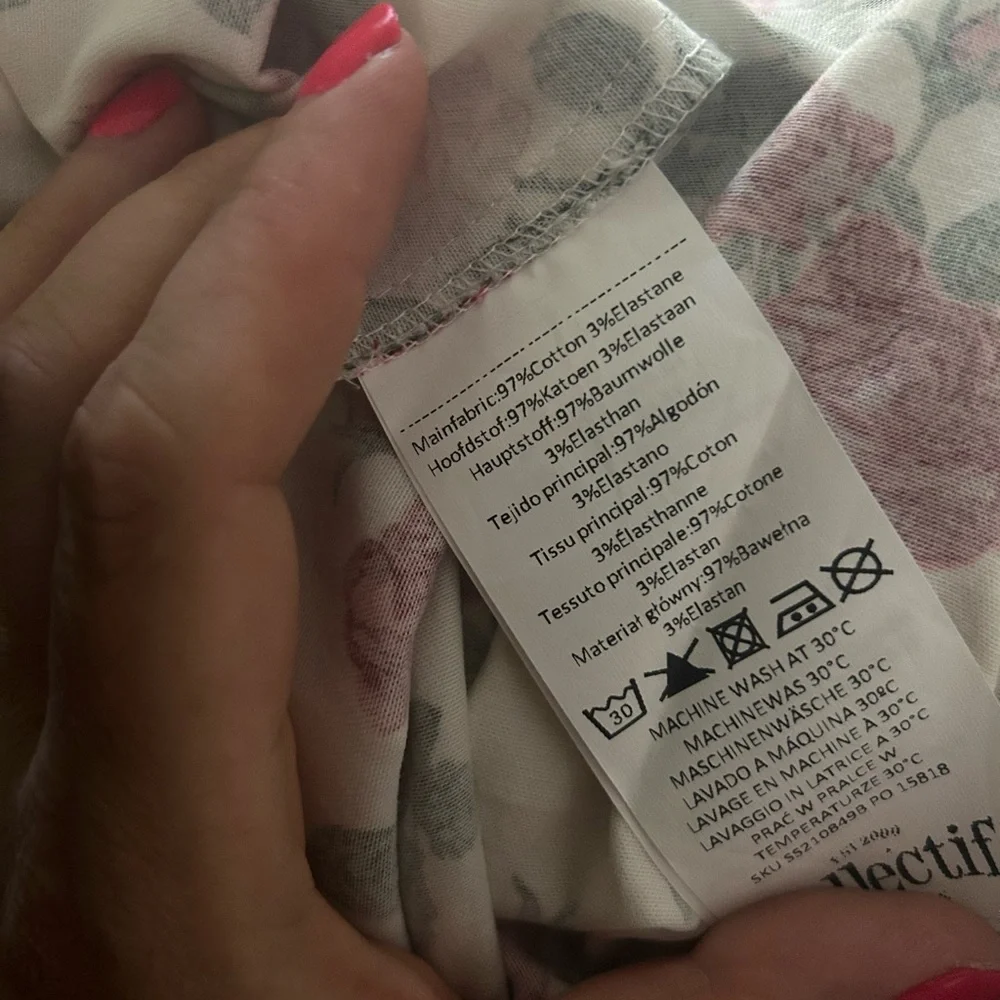 Mainfabric:97%Cotton 3%Elastane
Hoofdstof:97%Katoen 3%Elastaan
Hauptstoff:97%Baumwolle
3%Elasthan
Tejido principal:97%Algodón
3%Elastano
Tissu principal:97%Coton
3%Élasthanne
Tessuto principale:97%Cotone
3%Elastan
Materiał główny:97%Bawełna
3%Elastan
30
MACHINE WASH AT 30°C
MACHINEWAS 30°C
MASCHINENWÄSCHE 30°C
LAVADO A MÁQUINA 30ºC
LAVAGE EN MACHINE À 30°C
LAVAGGIO IN LATRICE A 30°C
PRAĆ W PRALCE W
TEMPERATURZE 30°C
SKU SS2108498 PO 15818
2000
llectif